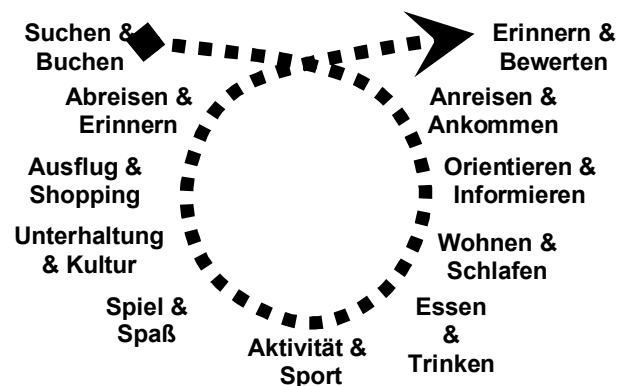 Suchen &
Buchen
Erinnern &
Bewerten
Abreisen &
Erinnern
Anreisen &
Ankommen
Ausflug &
Shopping
Orientieren &
Informieren
Unterhaltung
& Kultur
Wohnen &
Schlafen
Spiel &
Spaß
Essen
&
Trinken
Aktivität &
Sport